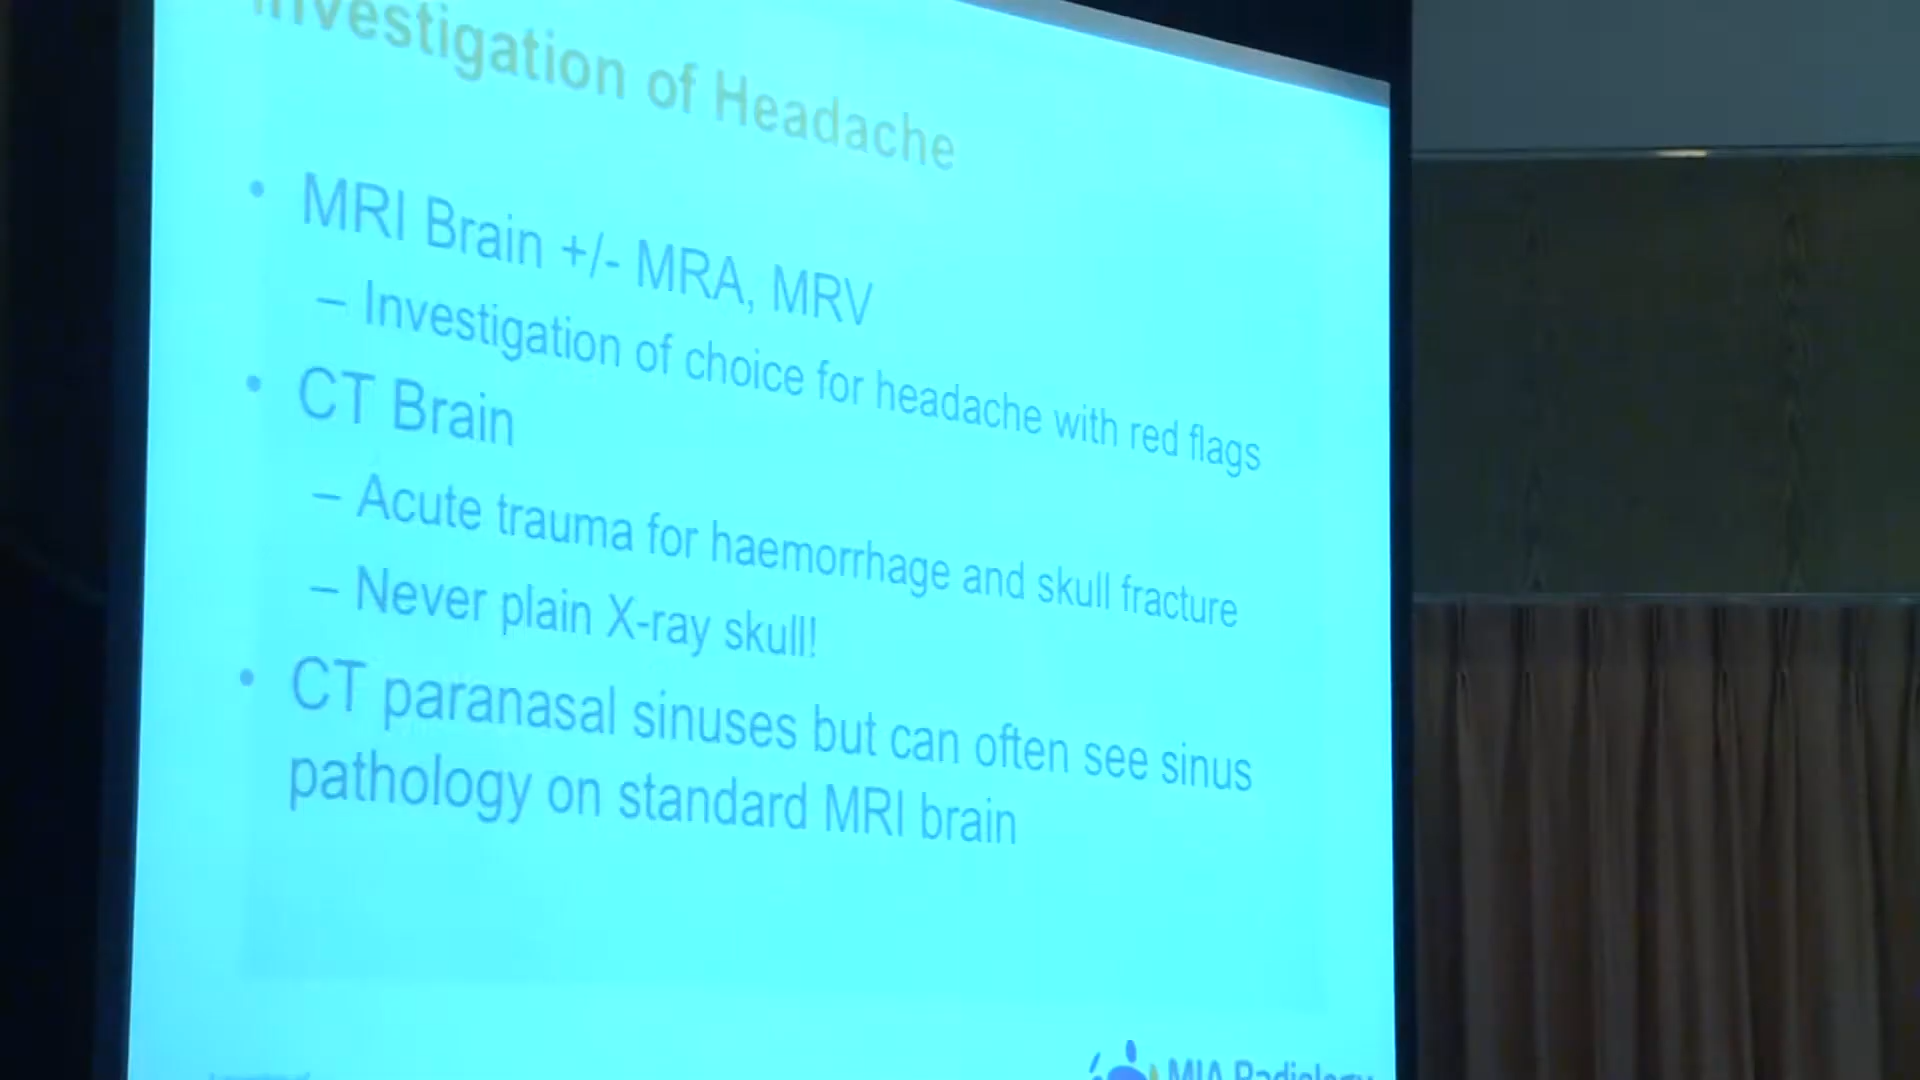 Investigation of Headache
• MRI Brain +/- MRA, MRV
– Investigation of choice for headache with red flags
• CT Brain
– Acute trauma for haemorrhage and skull fracture
– Never plain X-ray skull!
• CT paranasal sinuses but can often see sinus
pathology on standard MRI brain
MIA Radiology